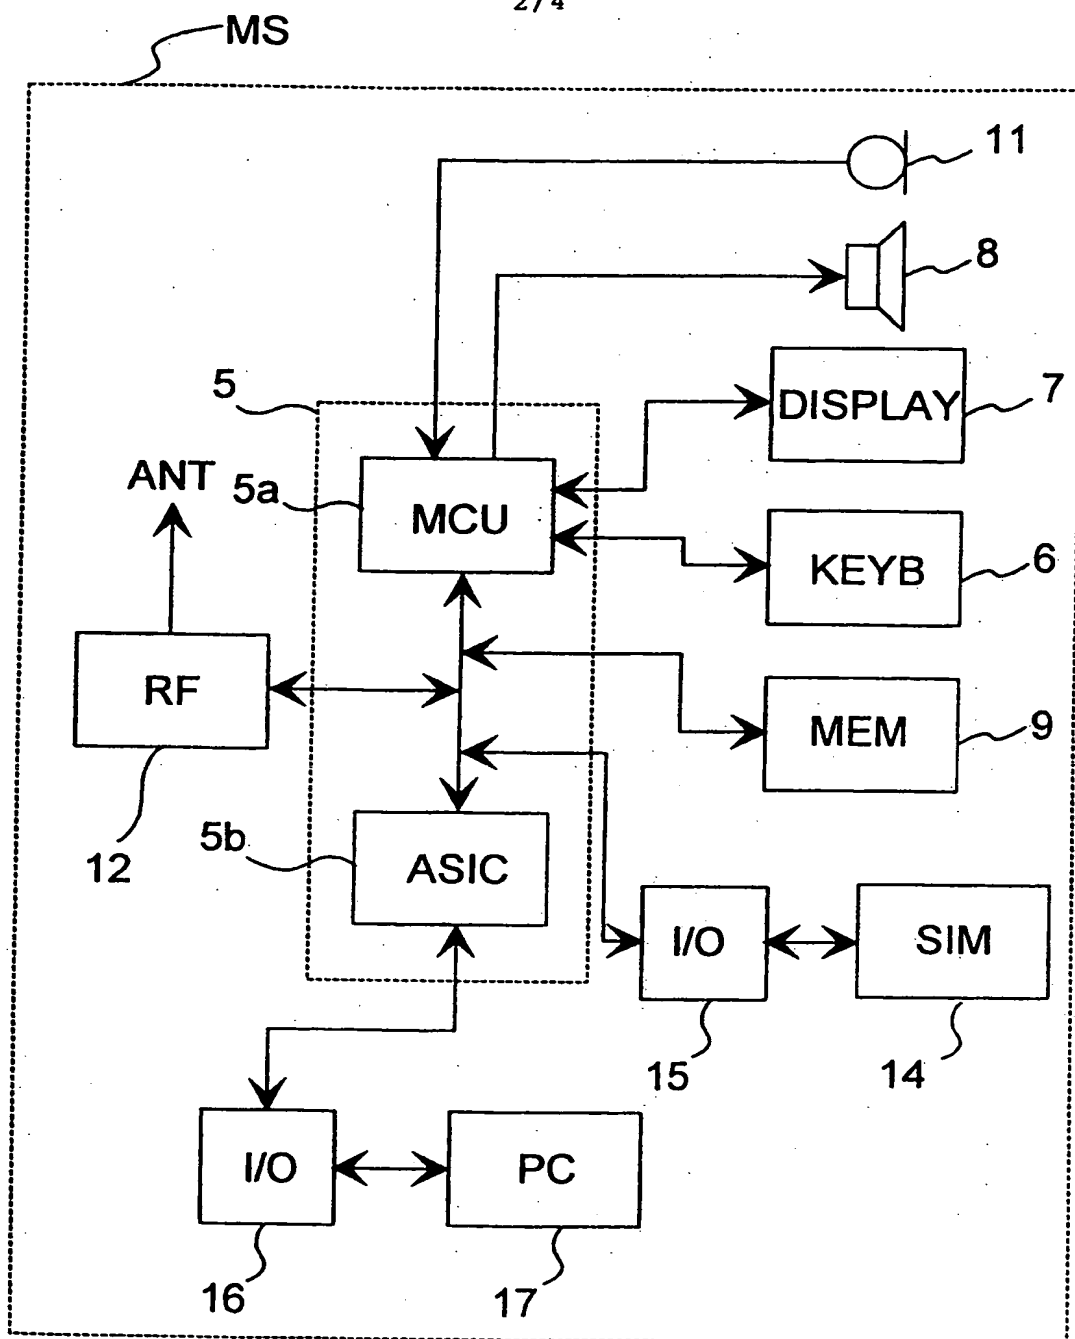 2/4
MS
11
8
5
DISPLAY
7
ANT
5a
MCU
KEYB
6
RF
MEM
9
12
5b
ASIC
I/O
SIM
15
14
I/O
PC
16
17